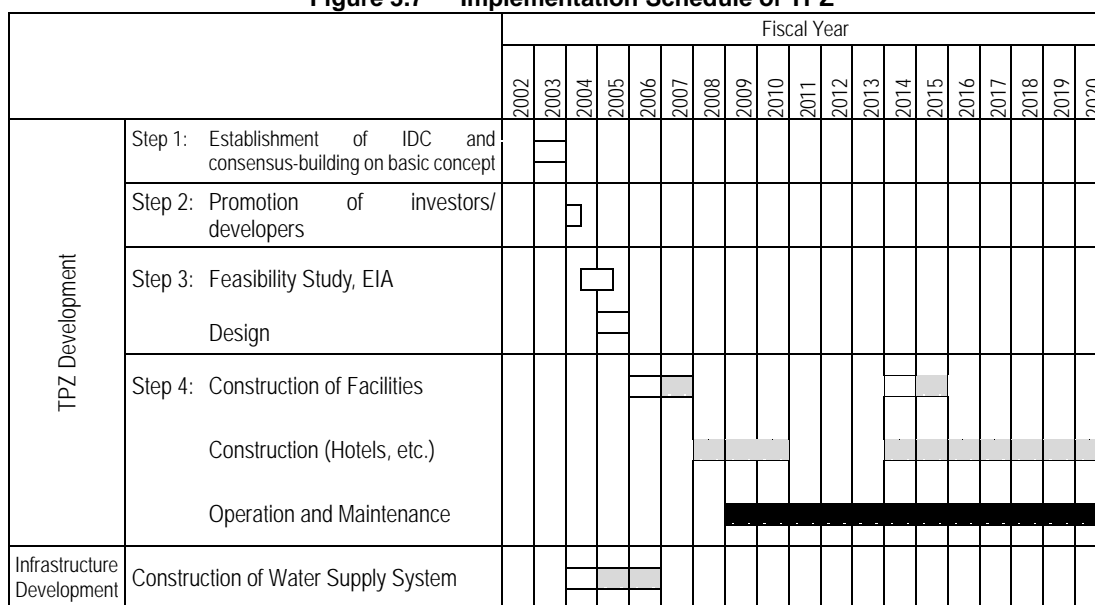 Figure 3.7 Implementation Schedule of TPZ
Fiscal Year
2002 2003 2004 2005 2006 2007 2008 2009 2010 2011 2012 2013 2014 2015 2016 2017 2018 2019 2020
TPZ Development
Step 1: Establishment of IDC and
consensus-building on basic concept
Step 2: Promotion of investors/
developers
Step 3: Feasibility Study, EIA
Design
Step 4: Construction of Facilities
Construction (Hotels, etc.)
Operation and Maintenance
Infrastructure
Development
Construction of Water Supply System